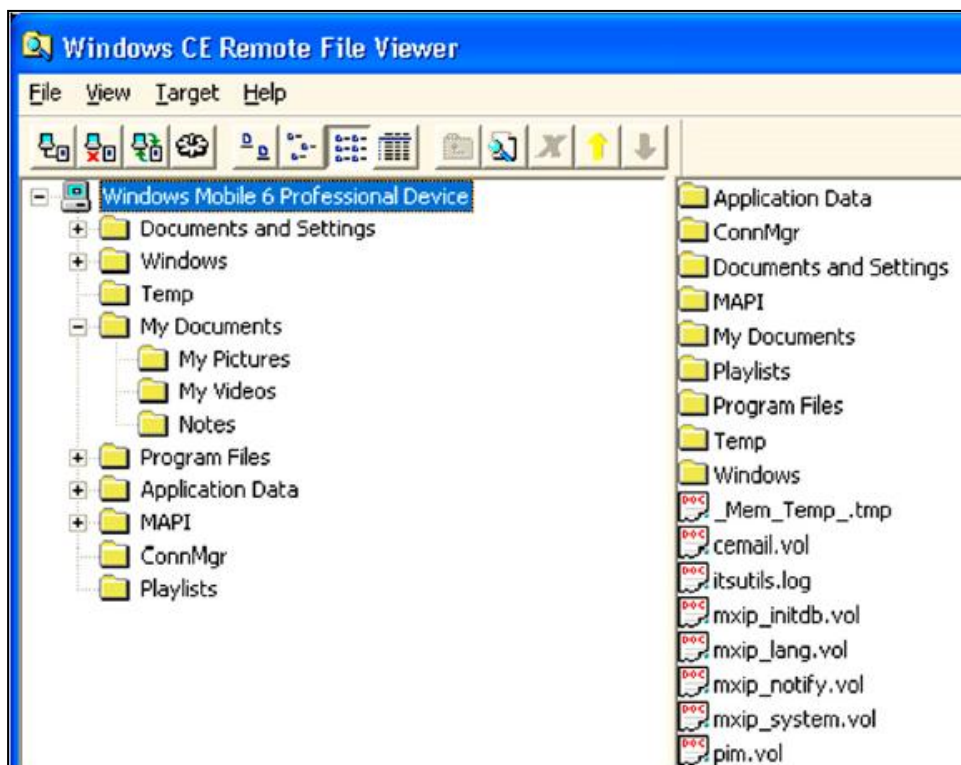 Windows CE Remote File Viewer
File View Target Help
Windows Mobile 6 Professional Device
Documents and Settings
Windows
Temp
My Documents
My Pictures
My Videos
Notes
Program Files
Application Data
MAPI
ConnMgr
Playlists
Application Data
ConnMgr
Documents and Settings
MAPI
My Documents
Playlists
Program Files
Temp
Windows
_Mem_Temp_.tmp
cemail.vol
itsutils.log
mxip_initdb.vol
mxip_lang.vol
mxip_notify.vol
mxip_system.vol
pim.vol